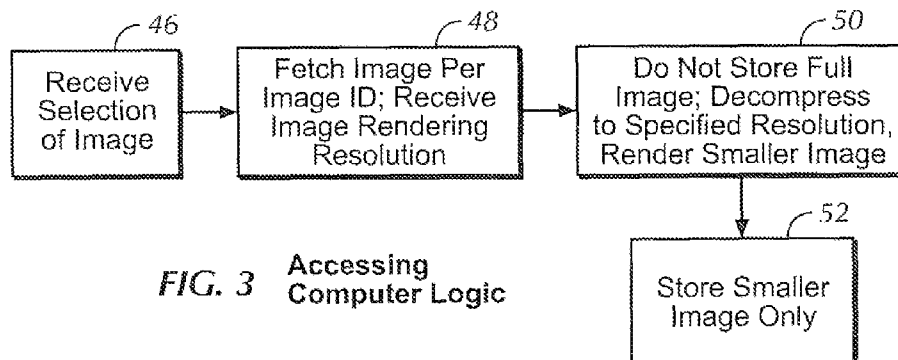 46
Receive
Selection
of Image
48
Fetch Image Per
Image ID; Receive
Image Rendering
Resolution
50
Do Not Store Full
Image; Decompress
to Specified Resolution,
Render Smaller Image
52
Store Smaller
Image Only
FIG. 3 Accessing
Computer Logic